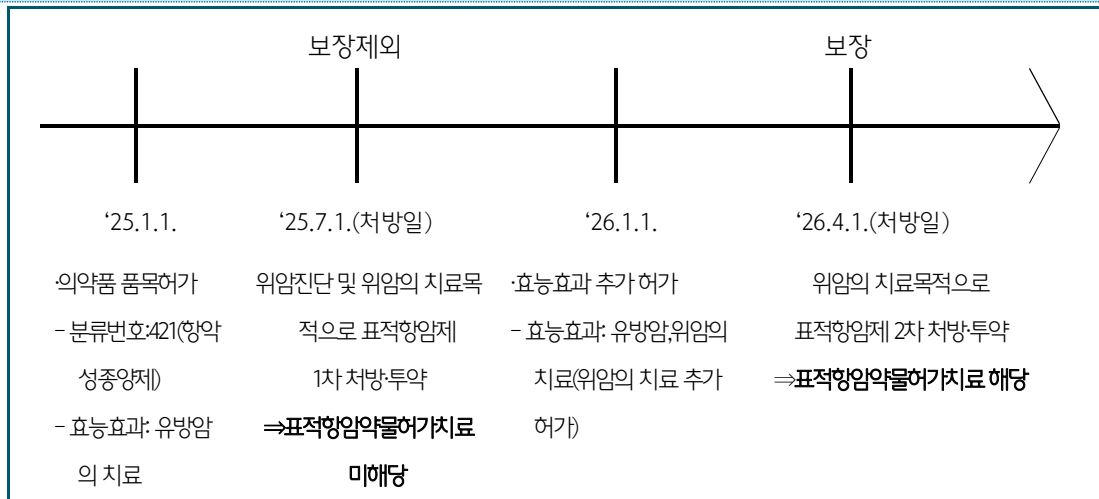 보장제외
보장
‘25.1.1.
·의약품 품목허가
- 분류번호:421(항악
성종양제)
- 효능효과: 유방암
의 치료
‘25.7.1.(처방일)
위암진단 및 위암의 치료목
적으로 표적항암제
1차 처방·투약
⇒표적항암약물허가치료
미해당
‘26.1.1.
·효능효과 추가 허가
- 효능효과: 유방암,위암의
치료(위암의 치료 추가
허가)
‘26.4.1.(처방일)
위암의 치료목적으로
표적항암제 2차 처방·투약
⇒표적항암약물허가치료 해당